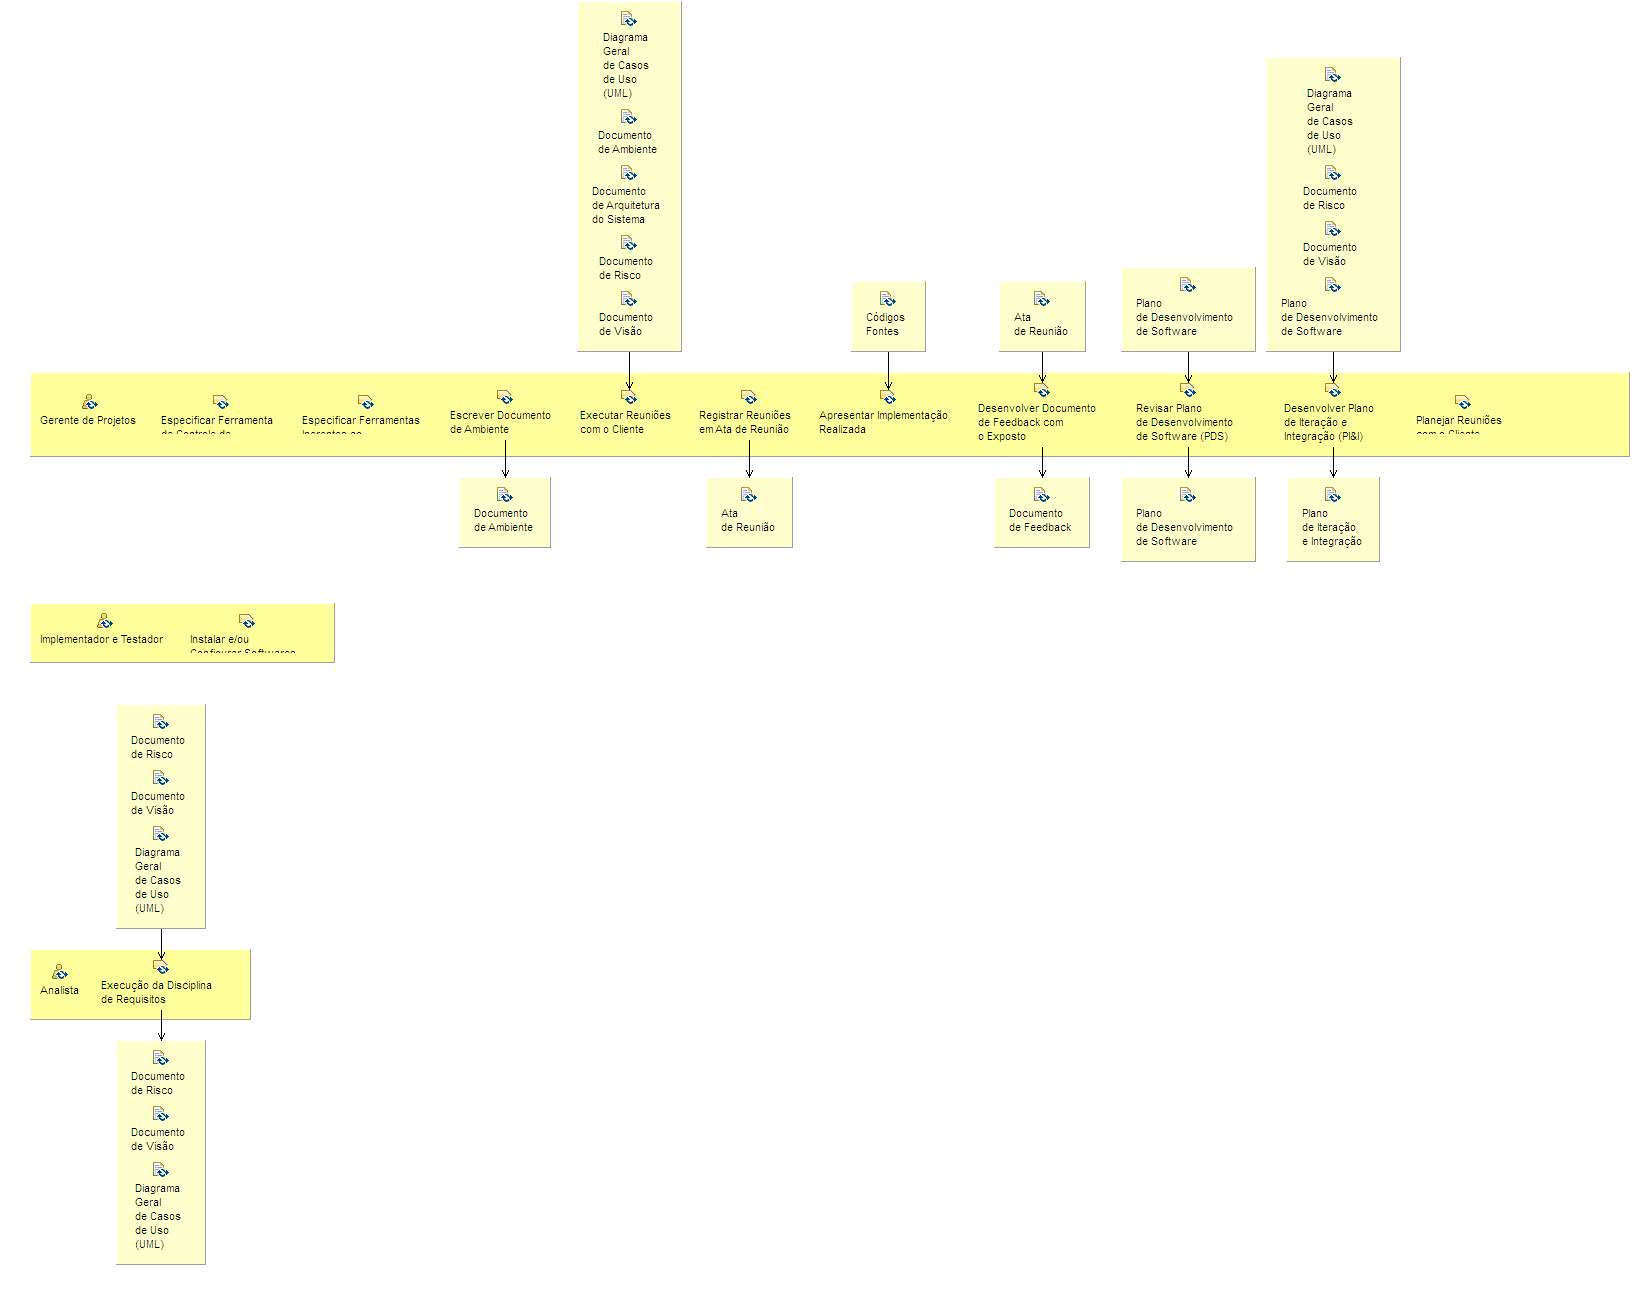 Diagrama
Geral
de Casos
de Uso
(UML)
Documento
de Ambiente
Documento
de Arquitetura
do Sistema
Documento
de Risco
Documento
de Visão
Códigos
Fontes
Ata
de Reunião
Plano
de Desenvolvimento
de Software
Diagrama
Geral
de Casos
de Uso
(UML)
Documento
de Risco
Documento
de Visão
Plano
de Desenvolvimento
de Software
Gerente de Projetos
Especificar Ferramenta
de Controle de
Especificar Ferramentas
Inerentes ao
Escrever Documento
de Ambiente
Executar Reuniões
com o Cliente
Registrar Reuniões
em Ata de Reunião
Apresentar Implementação
Realizada
Desenvolver Documento
de Feedback com
o Exposto
Revisar Plano
de Desenvolvimento
de Software (PDS)
Desenvolver Plano
de Iteração e
Integração (PI&I)
Planejar Reuniões
com o Cliente
Documento
de Ambiente
Ata
de Reunião
Documento
de Feedback
Plano
de Desenvolvimento
de Software
Plano
de Iteração
e Integração
Implementador e Testador
Instalar e/ou
Configurar Softwares
Documento
de Risco
Documento
de Visão
Diagrama
Geral
de Casos
de Uso
(UML)
Analista
Execução da Disciplina
de Requisitos
Documento
de Risco
Documento
de Visão
Diagrama
Geral
de Casos
de Uso
(UML)